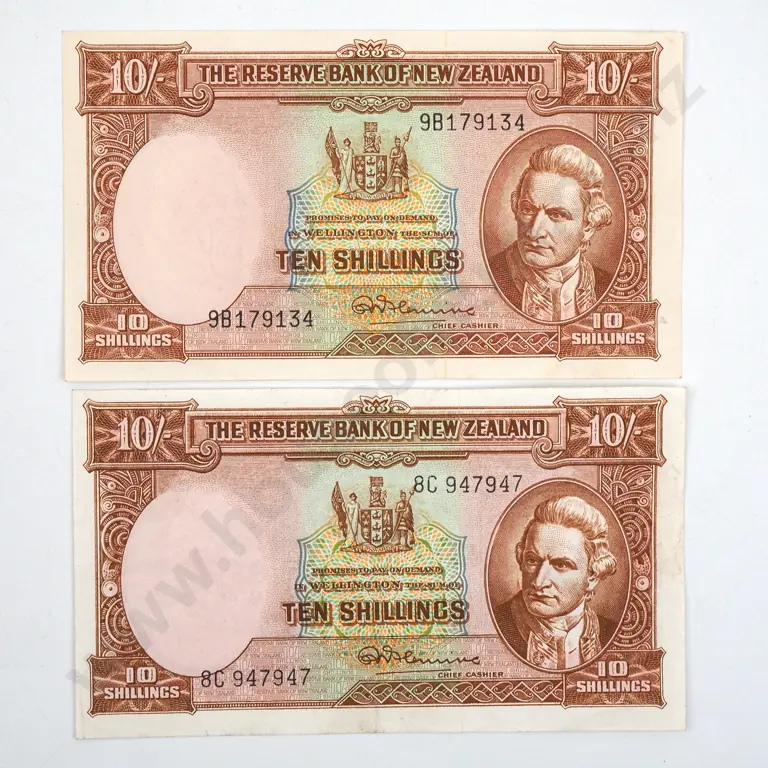 10/- THE RESERVE BANK OF NEW ZEALAND 10/-
9B179134
PROMISES TO PAY ON DEMAND
IN WELLINGTON THE SUM OF
TEN SHILLINGS
9B179134
CHIEF CASHIER
10 SHILLINGS
10 SHILLINGS
10/- THE RESERVE BANK OF NEW ZEALAND 10/-
8C 947947
PROMISES TO PAY ON DEMAND
IN WELLINGTON THE SUM OF
TEN SHILLINGS
8C 947947
CHIEF CASHIER
10 SHILLINGS
10 SHILLINGS